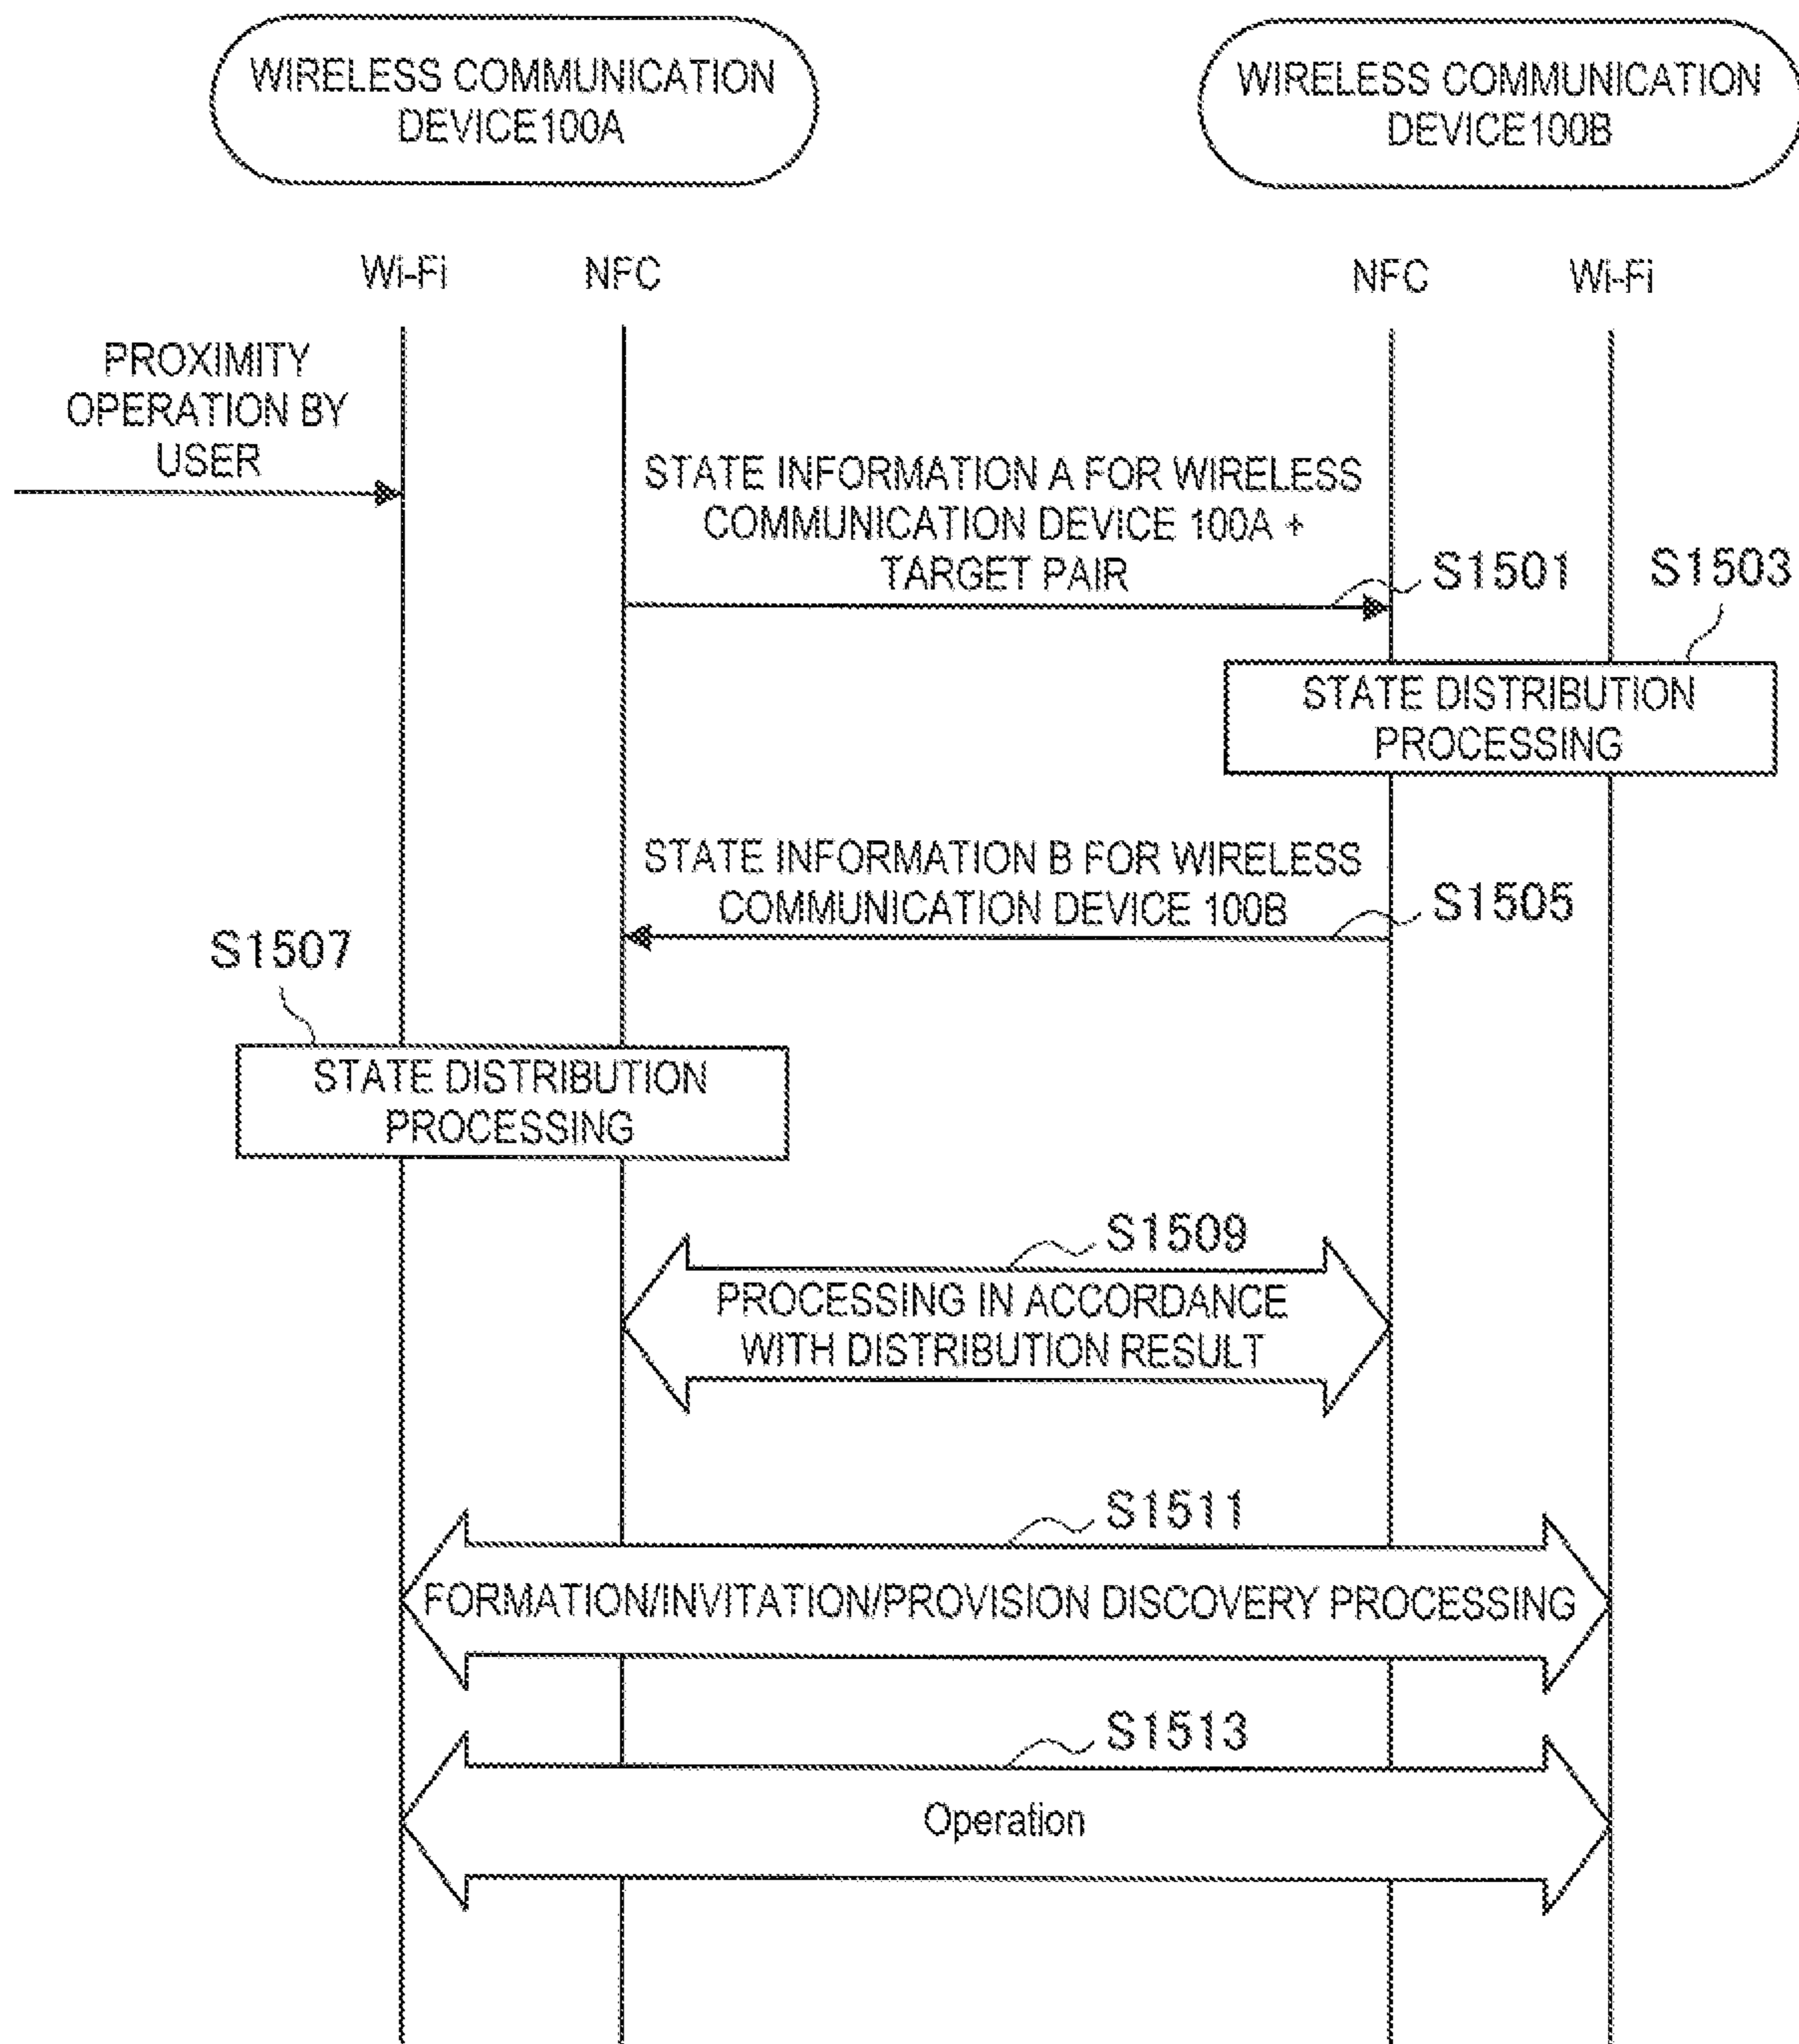 WIRELESS COMMUNICATION
DEVICE100A
WIRELESS COMMUNICATION
DEVICE100B
Wi-Fi
NFC
NFC
Wi-Fi
PROXIMITY
OPERATION BY
USER
STATE INFORMATION A FOR WIRELESS
COMMUNICATION DEVICE 100A +
TARGET PAIR
S1501
S1503
STATE DISTRIBUTION
PROCESSING
STATE INFORMATION B FOR WIRELESS
COMMUNICATION DEVICE 100B
S1505
S1507
STATE DISTRIBUTION
PROCESSING
S1509
PROCESSING IN ACCORDANCE
WITH DISTRIBUTION RESULT
S1511
FORMATION/INVITATION/PROVISION DISCOVERY PROCESSING
S1513
Operation